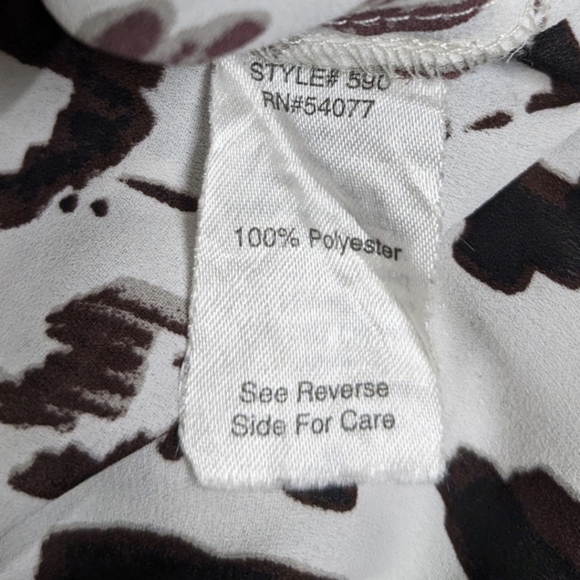 STYLE# 590
RN#54077
100% Polyester
See Reverse
Side For Care